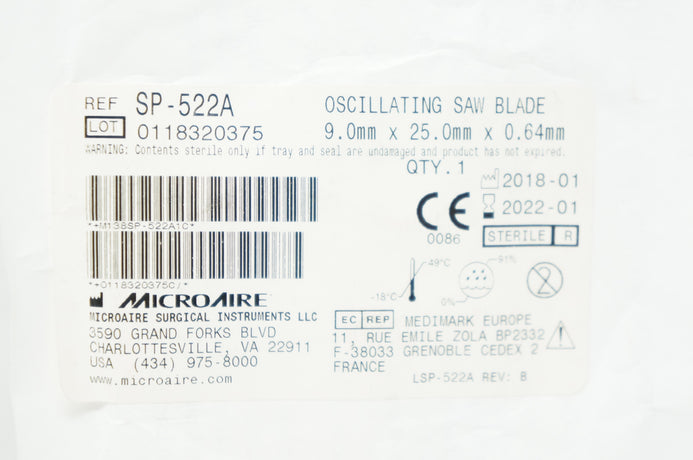 REF SP-522A
OSCILLATING SAW BLADE
LOT 0118320375
9.0mm x 25.0mm x 0.64mm
WARNING: Contents sterile only if tray and seal are undamaged and product has not expired.
QTY. 1
2018-01
2022-01
CE
0086
STERILE R
*+M138SP-522A1C*
*+0118320375C/*
49°C
-18°C
91%
0%
MICROAIRE
MICROAIRE SURGICAL INSTRUMENTS LLC
3590 GRAND FORKS BLVD
CHARLOTTESVILLE, VA 22911
USA (434) 975-8000
www.microaire.com
EC REP MEDIMARK EUROPE
11, RUE EMILE ZOLA BP2332
F-38033 GRENOBLE CEDEX 2
FRANCE
LSP-522A REV: B
2